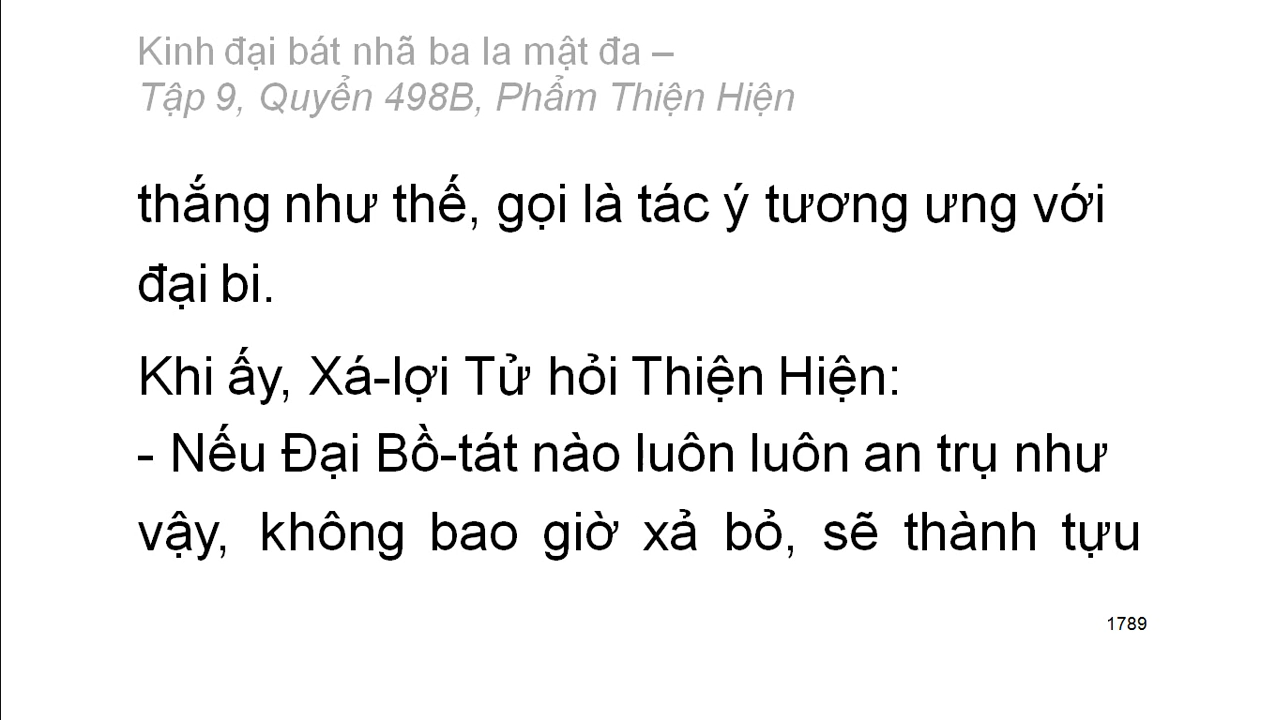 Kinh đại bát nhã ba la mật đa –
Tập 9, Quyển 498B, Phẩm Thiện Hiện
thắng như thế, gọi là tác ý tương ưng với
đại bi.
Khi ấy, Xá-lợi Tử hỏi Thiện Hiện:
- Nếu Đại Bồ-tát nào luôn luôn an trụ như
vậy, không bao giờ xả bỏ, sẽ thành tựu
1789